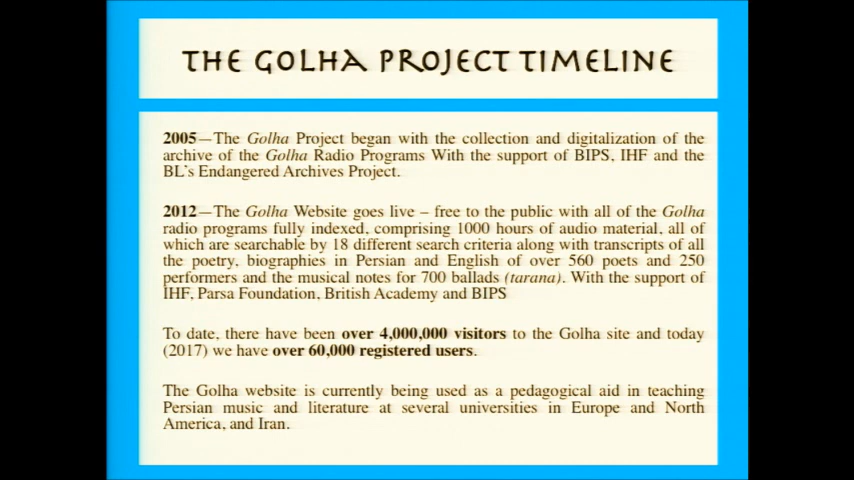 THE GOLHA PROJECT TIMELINE
2005—The Golha Project began with the collection and digitalization of the
archive of the Golha Radio Programs With the support of BIPS, IHF and the
BL's Endangered Archives Project.
2012—The Golha Website goes live – free to the public with all of the Golha
radio programs fully indexed, comprising 1000 hours of audio material, all of
which are searchable by 18 different search criteria along with transcripts of all
the poetry, biographies in Persian and English of over 560 poets and 250
performers and the musical notes for 700 ballads (tarana). With the support of
IHF, Parsa Foundation, British Academy and BIPS
To date, there have been over 4,000,000 visitors to the Golha site and today
(2017) we have over 60,000 registered users.
The Golha website is currently being used as a pedagogical aid in teaching
Persian music and literature at several universities in Europe and North
America, and Iran.